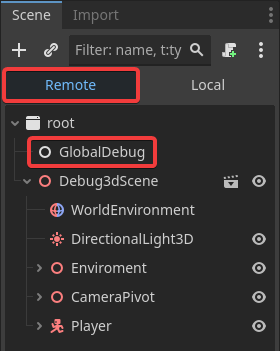 Scene Import
Filter: name, t:ty
Remote Local
root
GlobalDebug
Debug3dScene
WorldEnvironment
DirectionalLight3D
Enviroment
CameraPivot
Player